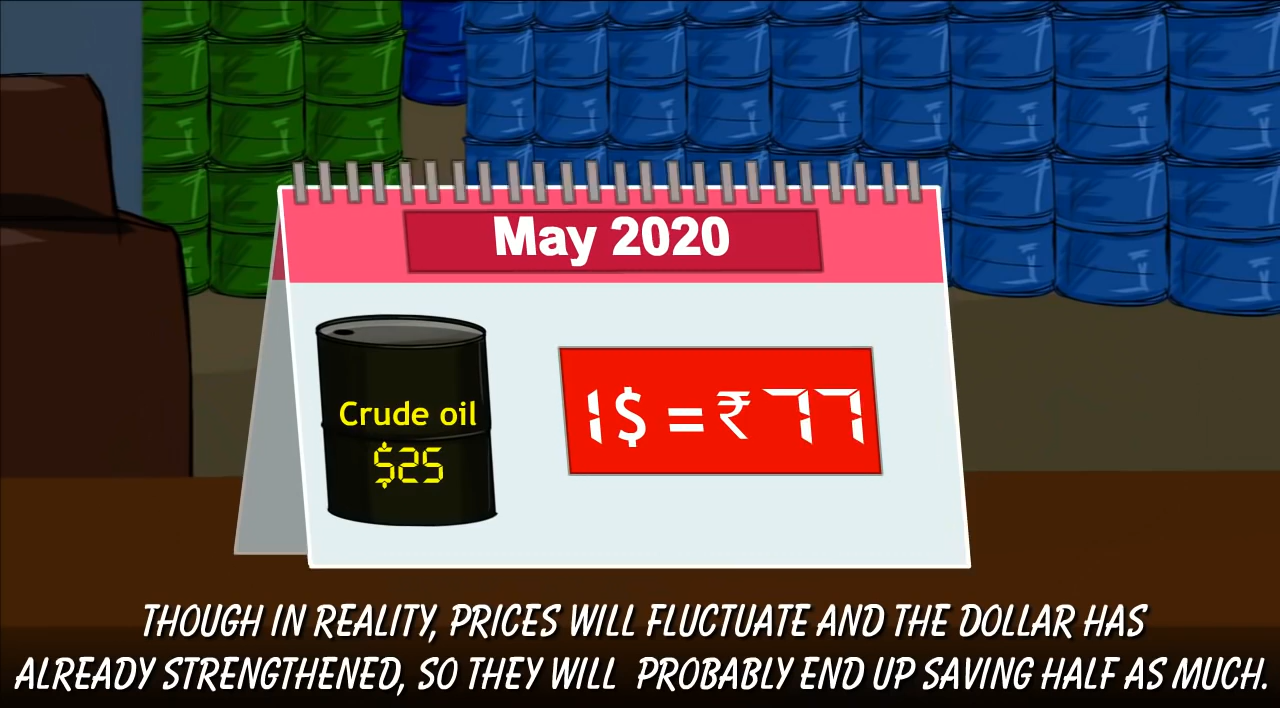 May 2020
Crude oil
$25
1$ = ₹ 77
THOUGH IN REALITY, PRICES WILL FLUCTUATE AND THE DOLLAR HAS
ALREADY STRENGTHENED, SO THEY WILL PROBABLY END UP SAVING HALF AS MUCH.